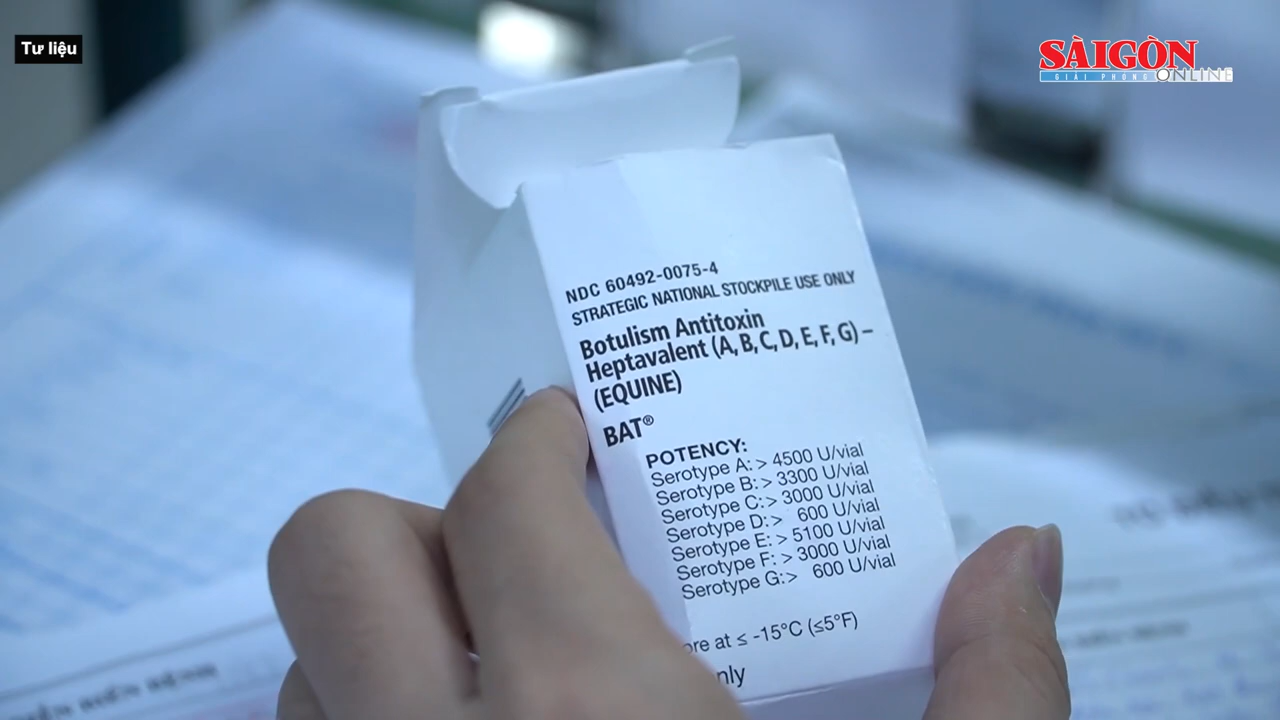 Tư liệu
SÀIGÒN
GIẢI PHÓNG ONLINE
NDC 60492-0075-4
STRATEGIC NATIONAL STOCKPILE USE ONLY
Botulism Antitoxin
Heptavalent (A, B, C, D, E, F, G) –
(EQUINE)
BAT®
POTENCY:
Serotype A: > 4500 U/vial
Serotype B: > 3300 U/vial
Serotype C: > 3000 U/vial
Serotype D: > 600 U/vial
Serotype E: > 5100 U/vial
Serotype F: > 3000 U/vial
Serotype G: > 600 U/vial
at ≤ -15°C (≤5°F)